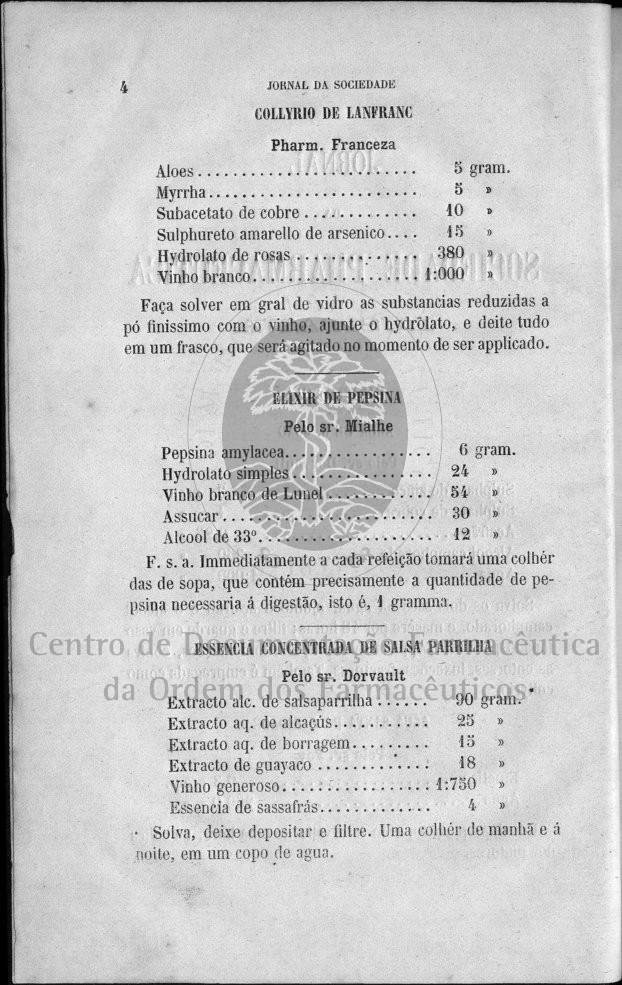 4
JORNAL DA SOCIEDADE
COLLYRIO DE LANFRANC
Pharm. Franceza
Aloes........................ 5 gram.
Myrrha....................... 5 »
Subacetato de cobre ............. 10 »
Sulphureto amarello de arsenico.... 15 »
Hydrolato de rosas .............. 380 »
Vinho branco................... 1:000 »
Faça solver em gral de vidro as substancias reduzidas a
pó finissimo com o vinho, ajunte o hydrolato, e deite tudo
em um frasco, que será agitado no momento de ser applicado.
ELIXIR DE PEPSINA
Pelo sr. Mialhe
Pepsina amylacea................. 6 gram.
Hydrolato simples................ 24 »
Vinho branco de Lunel ............ 54 »
Assucar........................ 30 »
Alcool de 33º.................... 12 »
F. s. a. Immediatamente a cada refeição tomará uma colhér
das de sopa, que contém precisamente a quantidade de pe-
psina necessaria á digestão, isto é, 1 gramma.
Centro de Documentação Farmacêutica
ESSENCIA CONCENTRADA DE SALSA PARRILHA
Pelo sr. Dorvault
da Ordem dos Farmacêuticos
Extracto alc. de salsaparrilha ...... 90 gram.
Extracto aq. de alcaçús........... 25 »
Extracto aq. de borragem......... 15 »
Extracto de guayaco ............. 18 »
Vinho generoso................. 1:750 »
Essencia de sassafrás............. 4 »
Solva, deixe depositar e filtre. Uma colhér de manhã e á
noite, em um copo de agua.